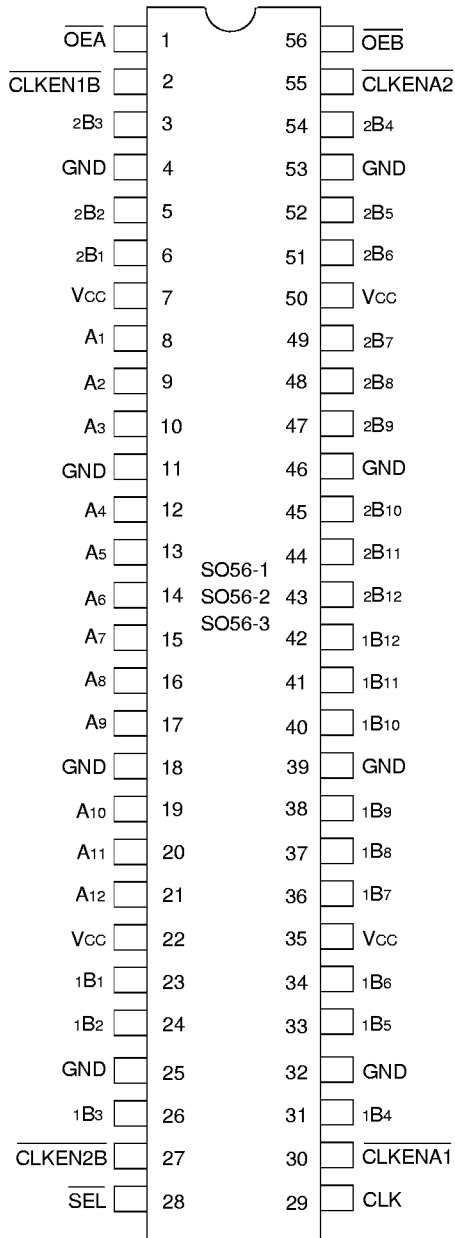 OEA 1 56 OEB
CLKEN1B 2 55 CLKENA2
2B3 3 54 2B4
GND 4 53 GND
2B2 5 52 2B5
2B1 6 51 2B6
VCC 7 50 VCC
A1 8 49 2B7
A2 9 48 2B8
A3 10 47 2B9
GND 11 46 GND
A4 12 45 2B10
A5 13 44 2B11
SO56-1
A6 14 SO56-2 43 2B12
SO56-3
A7 15 42 1B12
A8 16 41 1B11
A9 17 40 1B10
GND 18 39 GND
A10 19 38 1B9
A11 20 37 1B8
A12 21 36 1B7
VCC 22 35 VCC
1B1 23 34 1B6
1B2 24 33 1B5
GND 25 32 GND
1B3 26 31 1B4
CLKEN2B 27 30 CLKENA1
SEL 28 29 CLK